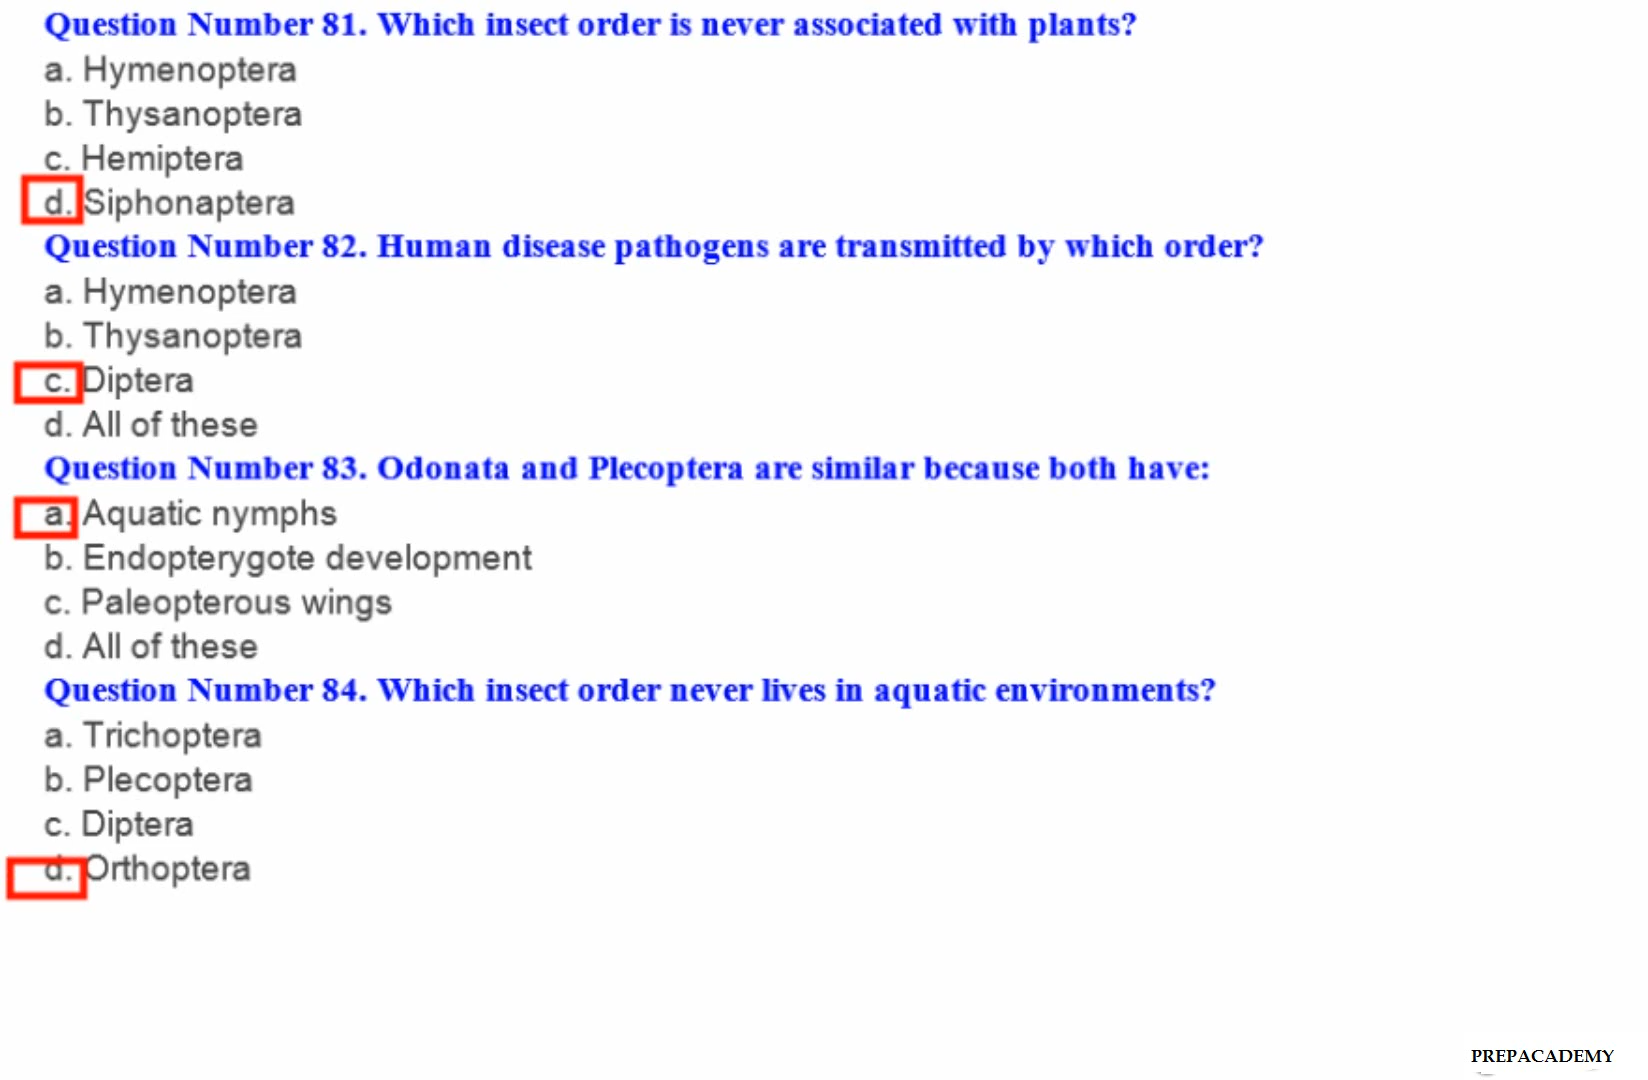 Question Number 81. Which insect order is never associated with plants?
a. Hymenoptera
b. Thysanoptera
c. Hemiptera
d. Siphonaptera
Question Number 82. Human disease pathogens are transmitted by which order?
a. Hymenoptera
b. Thysanoptera
c. Diptera
d. All of these
Question Number 83. Odonata and Plecoptera are similar because both have:
a. Aquatic nymphs
b. Endopterygote development
c. Paleopterous wings
d. All of these
Question Number 84. Which insect order never lives in aquatic environments?
a. Trichoptera
b. Plecoptera
c. Diptera
d. Orthoptera
PREPACADEMY